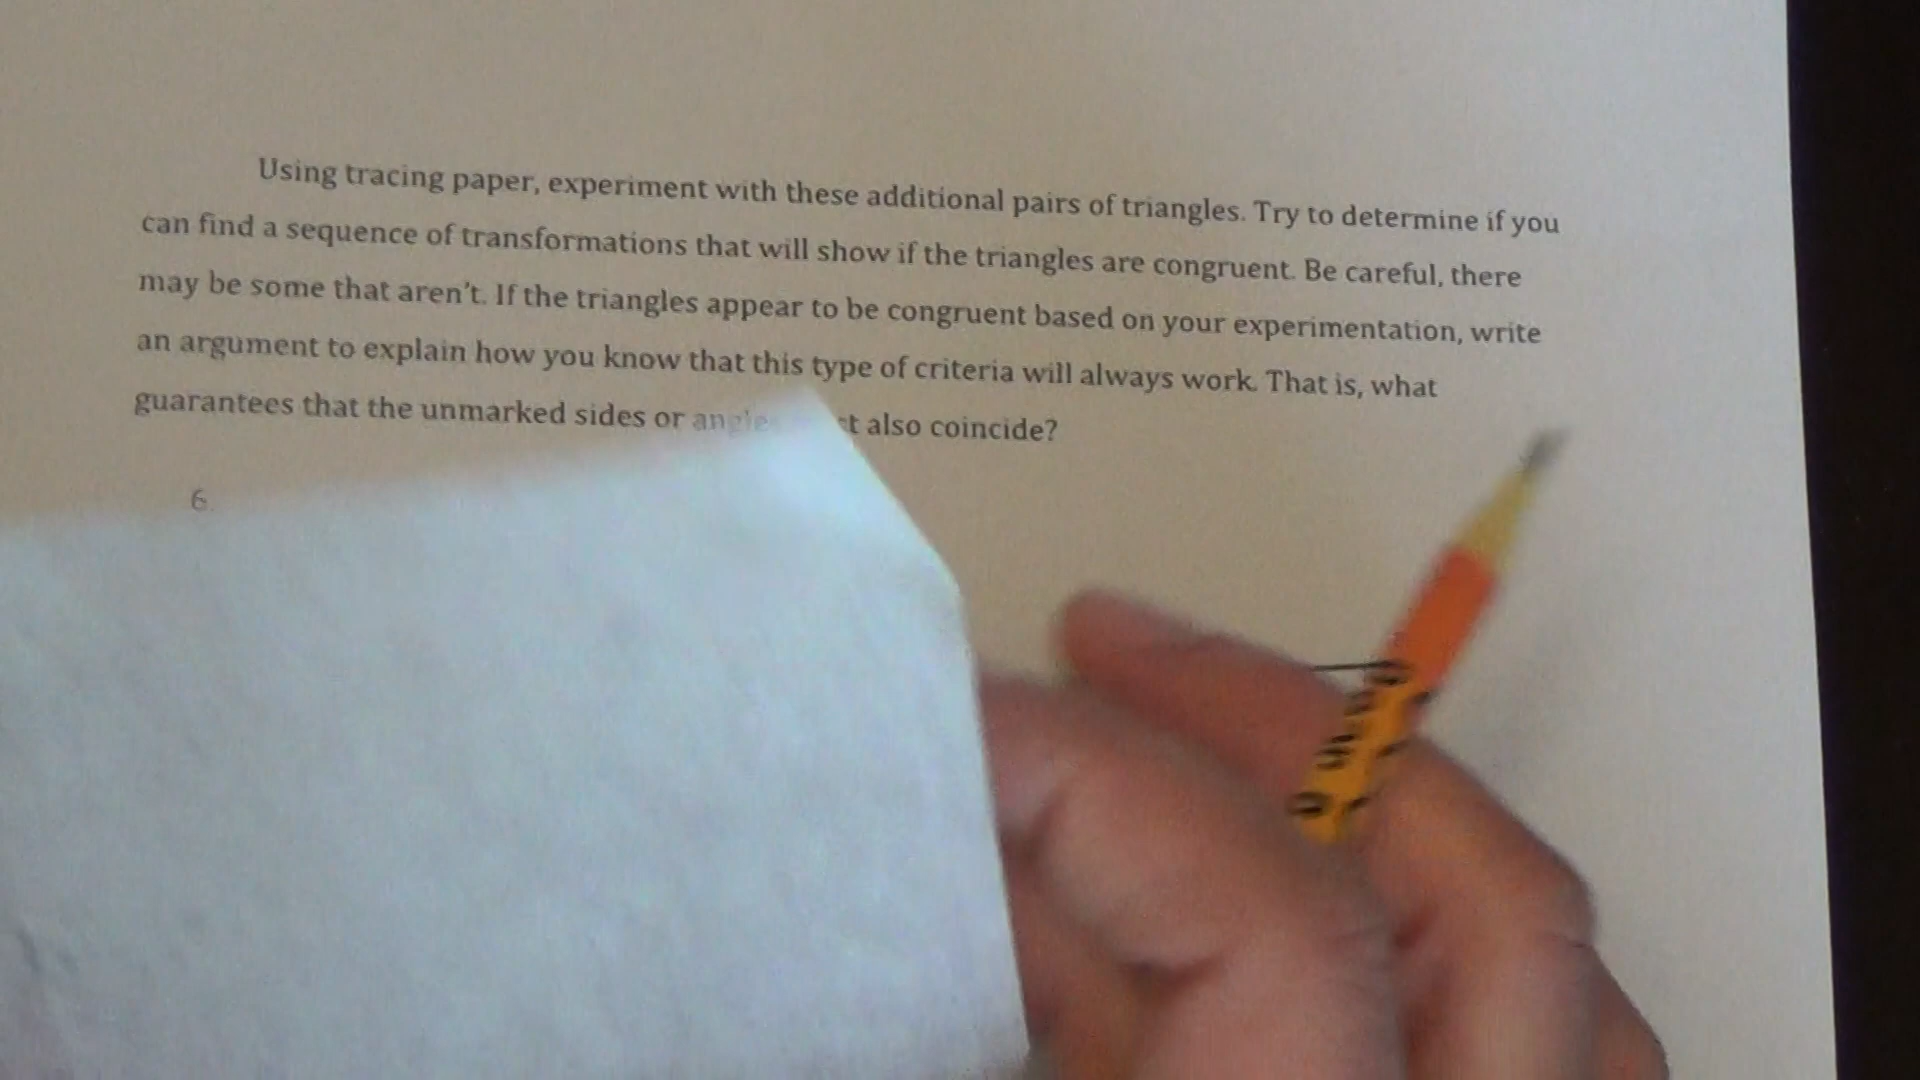 Using tracing paper, experiment with these additional pairs of triangles. Try to determine if you
can find a sequence of transformations that will show if the triangles are congruent. Be careful, there
may be some that aren't. If the triangles appear to be congruent based on your experimentation, write
an argument to explain how you know that this type of criteria will always work. That is, what
guarantees that the unmarked sides or angles also coincide?
6.